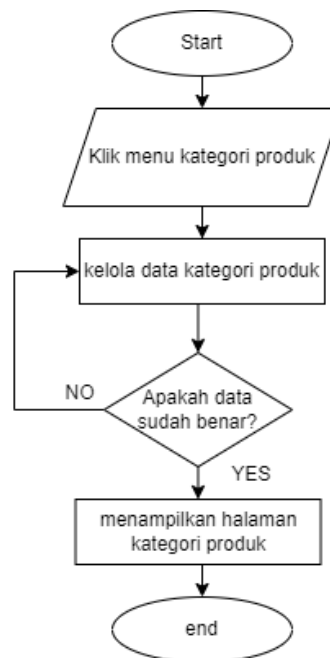 Start
Klik menu kategori produk
kelola data kategori produk
Apakah data
sudah benar?
NO
YES
menampilkan halaman
kategori produk
end